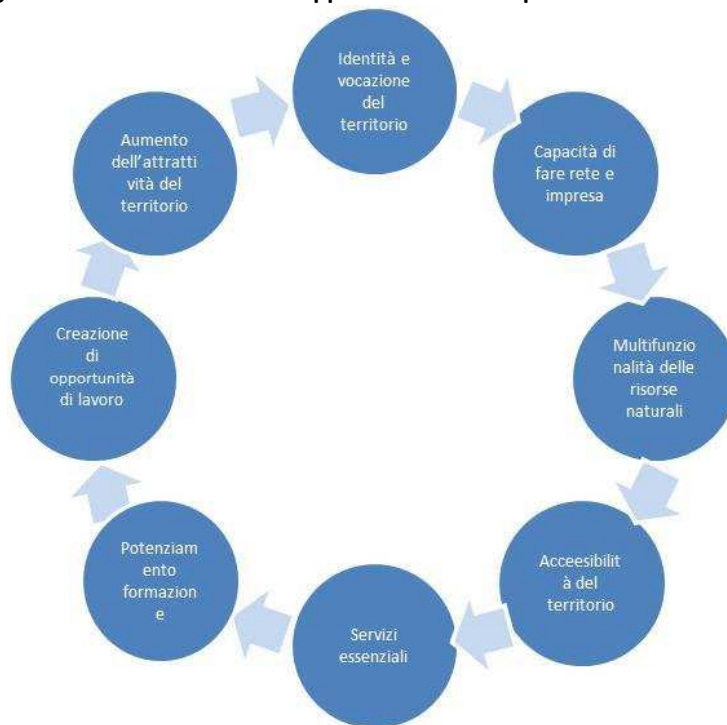 Identità e
vocazione
del
territorio
Capacità di
fare rete e
impresa
Multifunzio
nalità delle
risorse
naturali
Acceesibilit
à del
territorio
Servizi
essenziali
Potenziam
ento
formazion
e
Creazione
di
opportunità
di lavoro
Aumento
dell'attratti
vità del
territorio